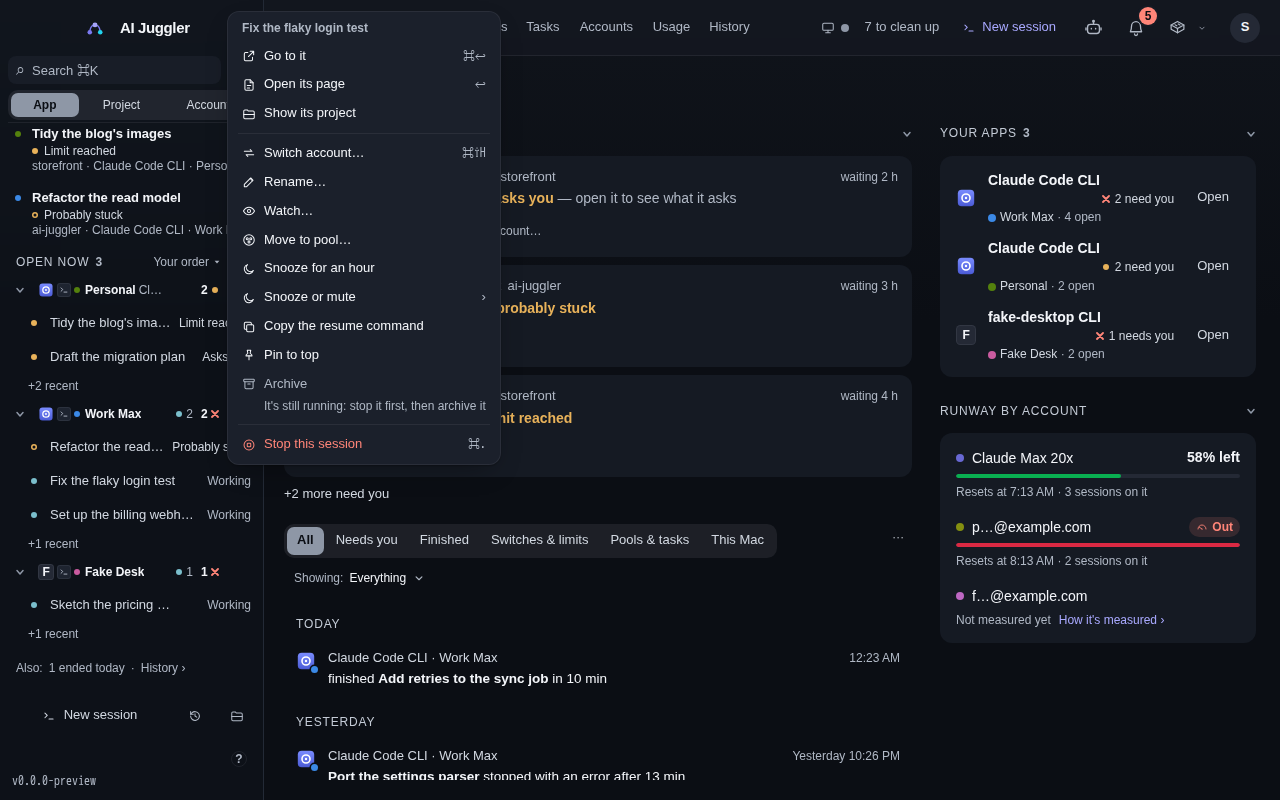 AI Juggler
Tasks
Accounts
Usage
History
7 to clean up
New session
5
S
Search ⌘K
App
Project
Tidy the blog's images
Limit reached
storefront · Claude Code CLI ·
Refactor the read model
Probably stuck
ai-juggler · Claude Code CLI · Work
OPEN NOW 3
Your order
Personal Cl… 2
Tidy the blog's ima… Limit
Draft the migration plan Asks
+2 recent
Work Max 2 2
Refactor the read… Probably
Fix the flaky login test Working
Set up the billing webh… Working
+1 recent
F Fake Desk 1 1
Sketch the pricing … Working
+1 recent
Also: 1 ended today · History ›
New session
?
v0.0.0-preview
Fix the flaky login test
Go to it ⌘↩
Open its page ↩
Show its project
Switch account…
Rename…
Watch…
Move to pool…
Snooze for an hour
Snooze or mute ›
Copy the resume command
Pin to top
Archive
It's still running: stop it first, then archive it
Stop this session ⌘.
storefront waiting 2 h
you — open it to see what it asks
ai-juggler waiting 3 h
probably stuck
storefront waiting 4 h
reached
+2 more need you
All
Needs you
Finished
Switches & limits
Pools & tasks
This Mac
···
Showing: Everything
TODAY
Claude Code CLI · Work Max 12:23 AM
finished Add retries to the sync job in 10 min
YESTERDAY
Claude Code CLI · Work Max Yesterday 10:26 PM
Port the settings parser stopped with an error after 13 min
YOUR APPS 3
Claude Code CLI
2 need you
Open
Work Max · 4 open
Claude Code CLI
2 need you
Open
Personal · 2 open
F
fake-desktop CLI
1 needs you
Open
Fake Desk · 2 open
RUNWAY BY ACCOUNT
Claude Max 20x 58% left
Resets at 7:13 AM · 3 sessions on it
p…@example.com Out
Resets at 8:13 AM · 2 sessions on it
f…@example.com
Not measured yet How it's measured ›